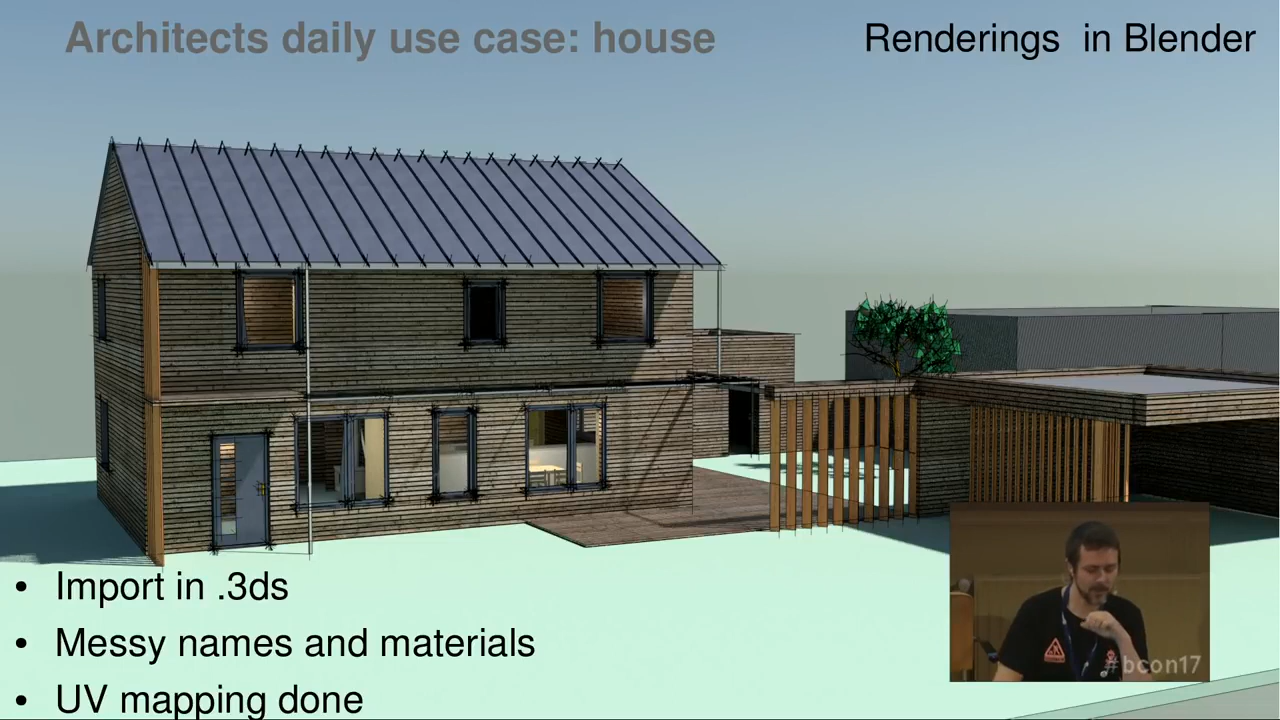 Architects daily use case: house
Renderings in Blender
• Import in .3ds
• Messy names and materials
• UV mapping done
#bcon17